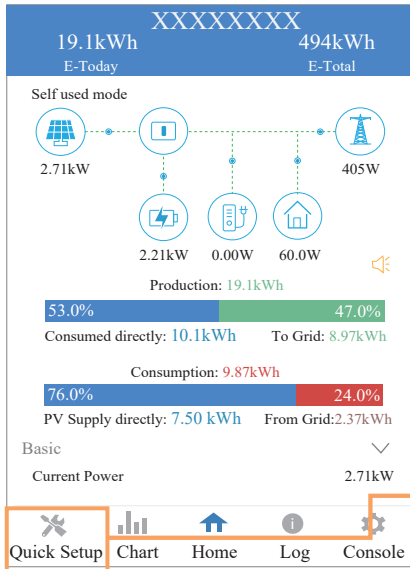 XXXXXXXX
19.1kWh 494kWh
E-Today E-Total
Self used mode
2.71kW 405W
2.21kW 0.00W 60.0W
Production: 19.1kWh
53.0% 47.0%
Consumed directly: 10.1kWh To Grid: 8.97kWh
Consumption: 9.87kWh
76.0% 24.0%
PV Supply directly: 7.50 kWh From Grid:2.37kWh
Basic
Current Power 2.71kW
Quick Setup Chart Home Log Console